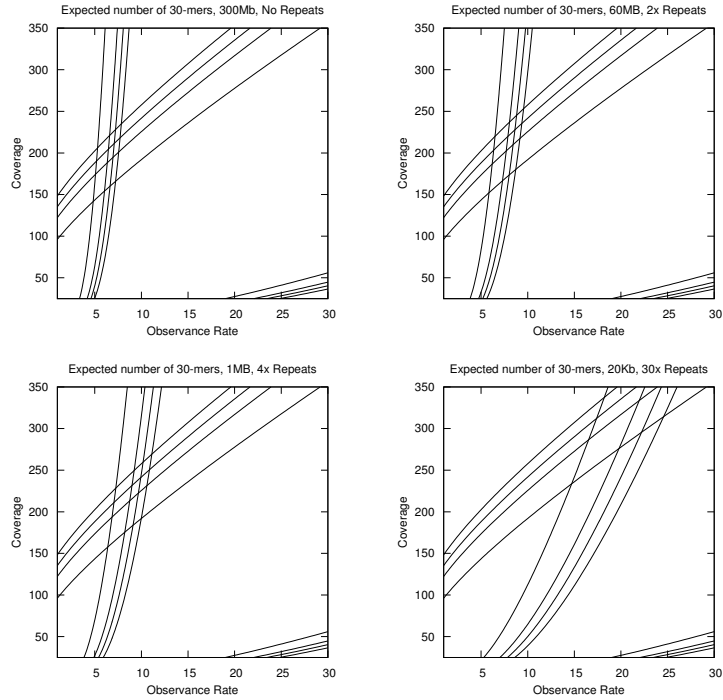 Expected number of 30-mers, 300Mb, No Repeats
350
300
250
200
150
100
50
Coverage
5 10 15 20 25 30
Observance Rate
Expected number of 30-mers, 60MB, 2x Repeats
350
300
250
200
150
100
50
Coverage
5 10 15 20 25 30
Observance Rate
Expected number of 30-mers, 1MB, 4x Repeats
350
300
250
200
150
100
50
Coverage
5 10 15 20 25 30
Observance Rate
Expected number of 30-mers, 20Kb, 30x Repeats
350
300
250
200
150
100
50
Coverage
5 10 15 20 25 30
Observance Rate